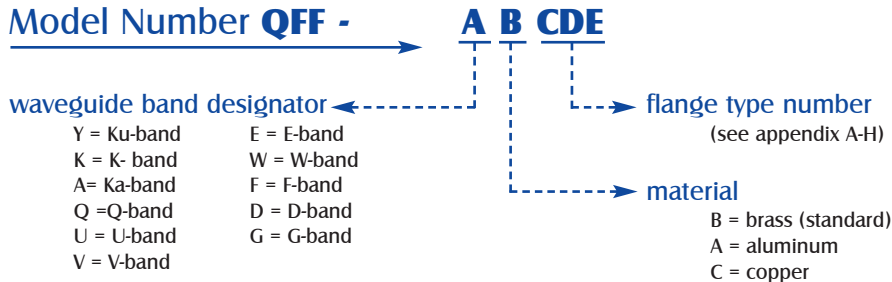 Model Number QFF - A B CDE
waveguide band designator
Y = Ku-band
K = K- band
A= Ka-band
Q =Q-band
U = U-band
V = V-band
E = E-band
W = W-band
F = F-band
D = D-band
G = G-band
flange type number
(see appendix A-H)
material
B = brass (standard)
A = aluminum
C = copper